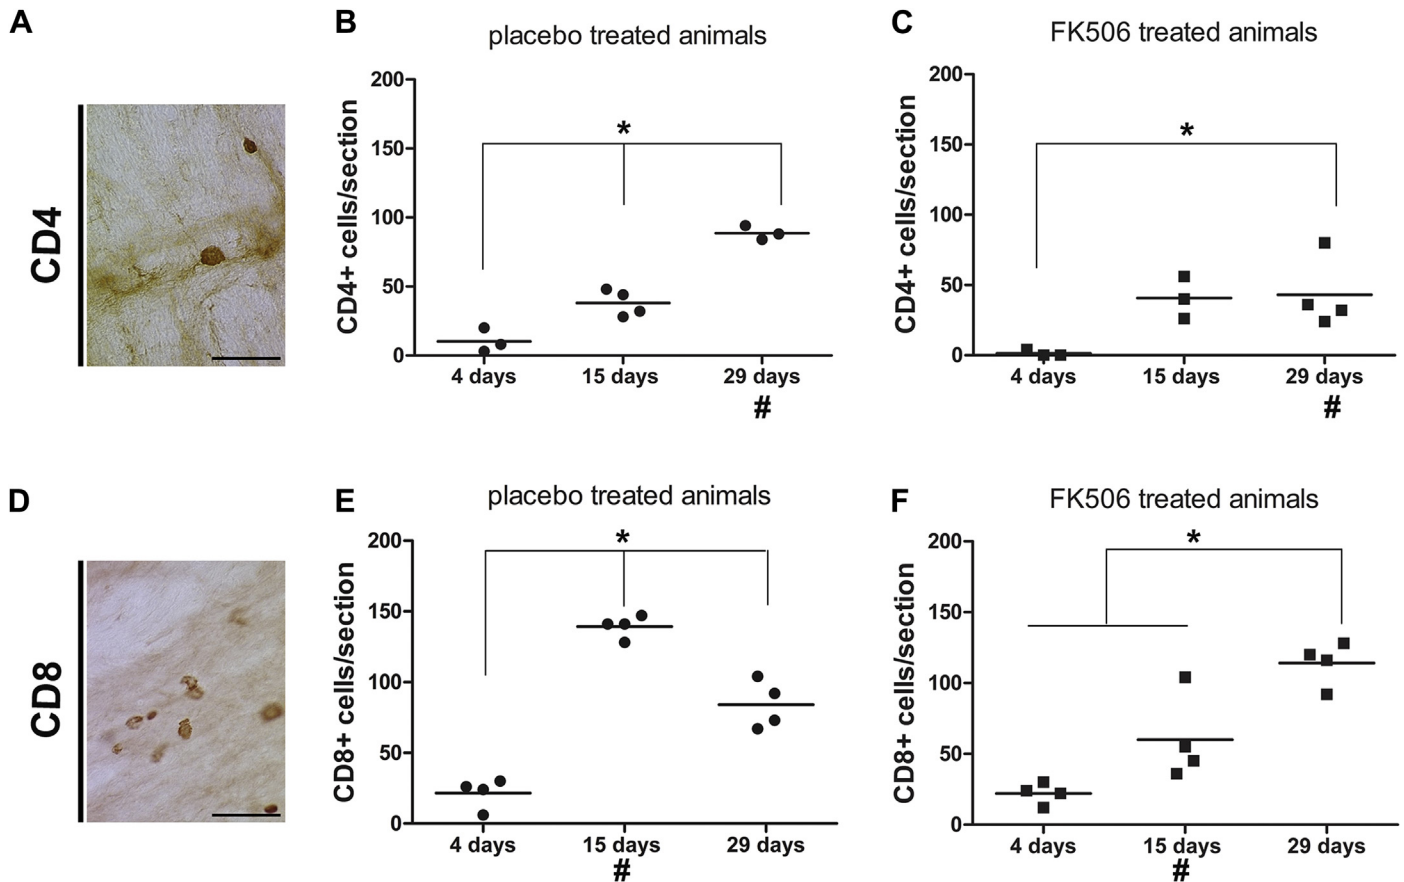 A
CD4
B
placebo treated animals
CD4+ cells/section
200
150
100
50
0
*
4 days
15 days
29 days
#
C
FK506 treated animals
CD4+ cells/section
200
150
100
50
0
*
4 days
15 days
29 days
#
D
CD8
E
placebo treated animals
CD8+ cells/section
200
150
100
50
0
*
4 days
15 days
29 days
#
F
FK506 treated animals
CD8+ cells/section
200
150
100
50
0
*
4 days
15 days
29 days
#